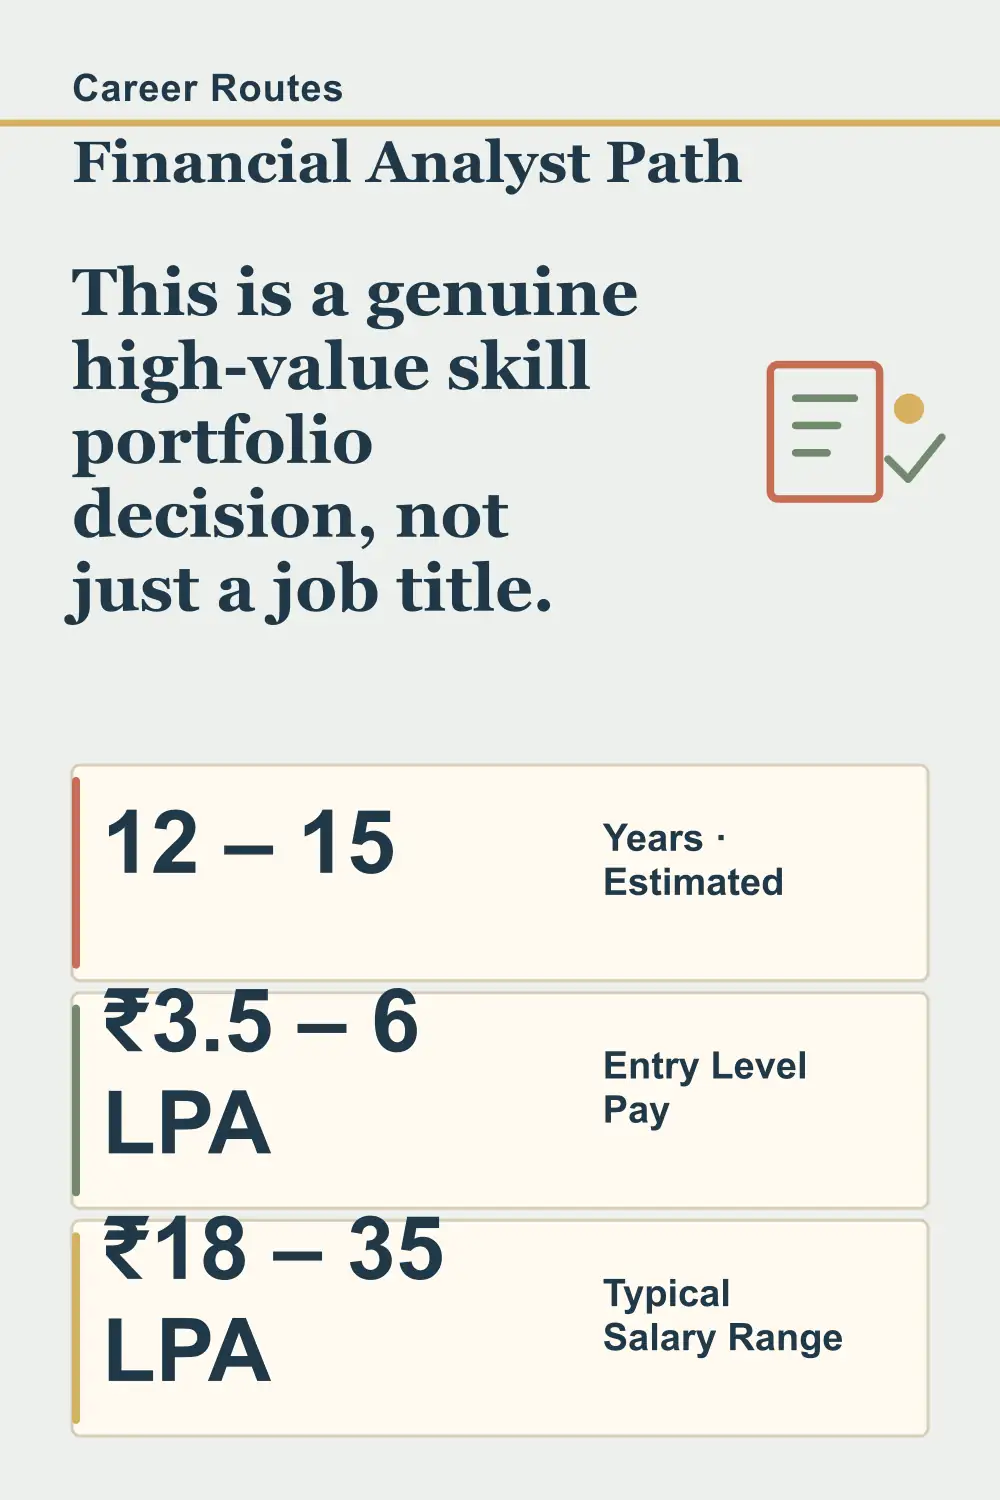 Career Routes
Financial Analyst Path
This is a genuine
high-value skill
portfolio
decision, not
just a job title.
12 – 15
Years ·
Estimated
₹3.5 – 6
LPA
Entry Level
Pay
₹18 – 35
LPA
Typical
Salary Range